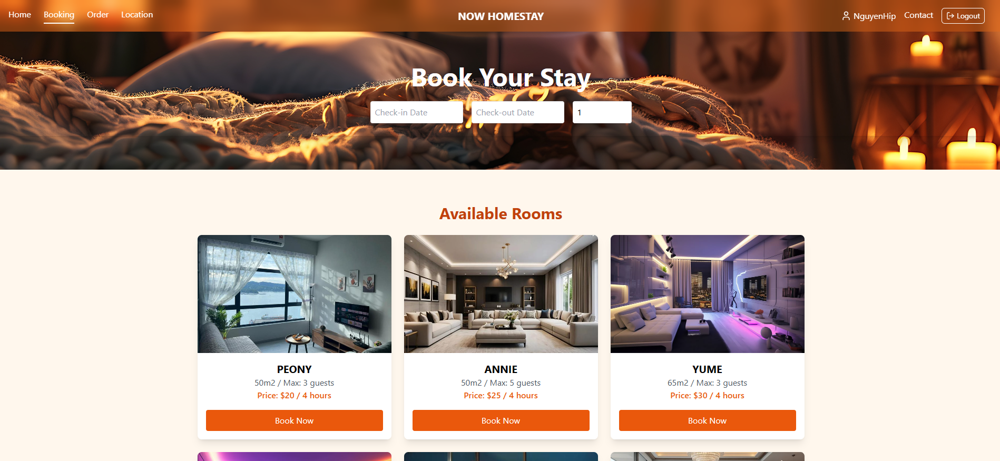 Home Booking Order Location NOW HOMESTAY NguyenHip Contact Logout
Book Your Stay
Check-in Date Check-out Date 1
Available Rooms
PEONY
50m2 / Max: 3 guests
Price: $20 / 4 hours
Book Now
ANNIE
50m2 / Max: 5 guests
Price: $25 / 4 hours
Book Now
YUME
65m2 / Max: 3 guests
Price: $30 / 4 hours
Book Now